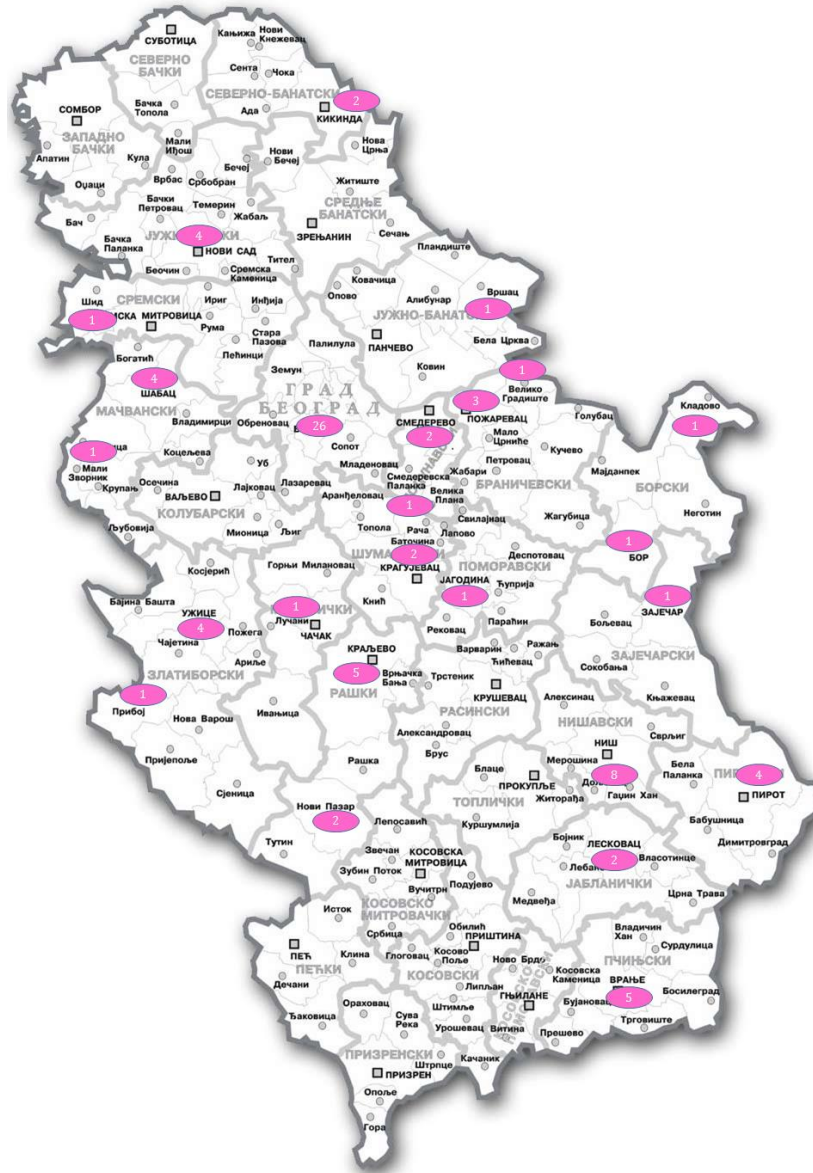 СУБОТИЦА
СЕВЕРНО
БАЧКИ
Кањижа
Нови
Кнежевац
Сента
Чока
СЕВЕРНО-БАНАТСКИ
2
Ада
КИКИНДА
Бачка
Топола
СОМБОР
ЗАПАДНО
БАЧКИ
Апатин
Кула
Оџаци
Мали
Иђош
Врбас
Србобран
Бечеј
Нови
Бечеј
Нова
Црња
Житиште
СРЕДЊЕ
БАНАТСКИ
ЗРЕЊАНИН
Сечањ
Бач
Бачки
Петровац
Темерин
Жабаљ
4
НОВИ САД
Бачка
Паланка
Беочин
Сремска
Каменица
Тител
Пландиште
Ковачица
Опово
Алибунар
Вршац
1
ПАНЧЕВО
Бела Црква
Ковин
Шид
СРЕМСКИ
1
МИТРОВИЦА
Ириг
Рума
Инђија
Стара
Пазова
Пећинци
Палилула
Земун
ГРАД
БЕОГРАД
26
Обреновац
Сопот
Младеновац
Лазаревац
Богатић
4
ШАБАЦ
МАЧВАНСКИ
Владимирци
1
Мали
Зворник
Крупањ
Коцељева
Љубовија
Осечина
Уб
ВАЉЕВО
Лајковац
КОЛУБАРСКИ
Мионица
Љиг
СМЕДЕРЕВО
2
Смедеревска
Паланка
Велика
Плана
3
ПОЖАРЕВАЦ
1
Велико
Градиште
Голубац
Мало
Црниће
Кучево
Петровац
Жабари
БРАНИЧЕВСКИ
Жагубица
Кладово
1
Мајданпек
БОРСКИ
Неготин
1
БОР
Аранђеловац
1
Топола
Рача
Баточина
Лапово
2
КРАГУЈЕВАЦ
Кнић
Свилајнац
Деспотовац
ПОМОРАВСКИ
ЈАГОДИНА
1
Ћуприја
Параћин
Рековац
1
ЗАЈЕЧАР
Бољевац
ЗАЈЕЧАРСКИ
Сокобања
Књажевац
Косјерић
Бајина Башта
УЖИЦЕ
4
Пожега
Чајетина
Ариље
ЗЛАТИБОРСКИ
1
Прибој
Нова Варош
Пријепоље
Сјеница
Горњи Милановац
1
Лучани
ЧАЧАК
Ивањица
КРАЉЕВО
5
Врњачка
Бања
РАШКИ
Рашка
Нови Пазар
2
Тутин
Варварин
Ражањ
Ћићевац
Трстеник
КРУШЕВАЦ
РАСИНСКИ
Александровац
Брус
Алексинац
НИШАВСКИ
Сврљиг
НИШ
Мерошина
8
Гаџин Хан
Бела
Паланка
4
ПИРОТ
Бабушница
Димитровград
Блаце
ПРОКУПЉЕ
ТОПЛИЧКИ
Житорађа
Куршумлија
Бојник
ЛЕСКОВАЦ
2
Власотинце
ЈАБЛАНИЧКИ
Медвеђа
Црна Трава
Владичин
Хан
Сурдулица
ПЧИЊСКИ
ВРАЊЕ
5
Босилеград
Бујановац
Трговиште
Прешево
Лепосавић
Звечан
КОСОВСКА
МИТРОВИЦА
Зубин Поток
Вучитрн
Подујево
КОСОВСКО
МИТРОВАЧКИ
Србица
Исток
ПЕЋ
ПЕЋКИ
Клина
Дечани
Ђаковица
Обилић
ПРИШТИНА
Глоговац
Косово
Поље
КОСОВСКИ
Липљан
Штимље
Урошевац
Ново Брдо
Косовска
Каменица
ГЊИЛАНЕ
Витина
Качаник
Ораховац
Сува
Река
ПРИЗРЕНСКИ
Штрпце
ПРИЗРЕН
Опоље
Гора